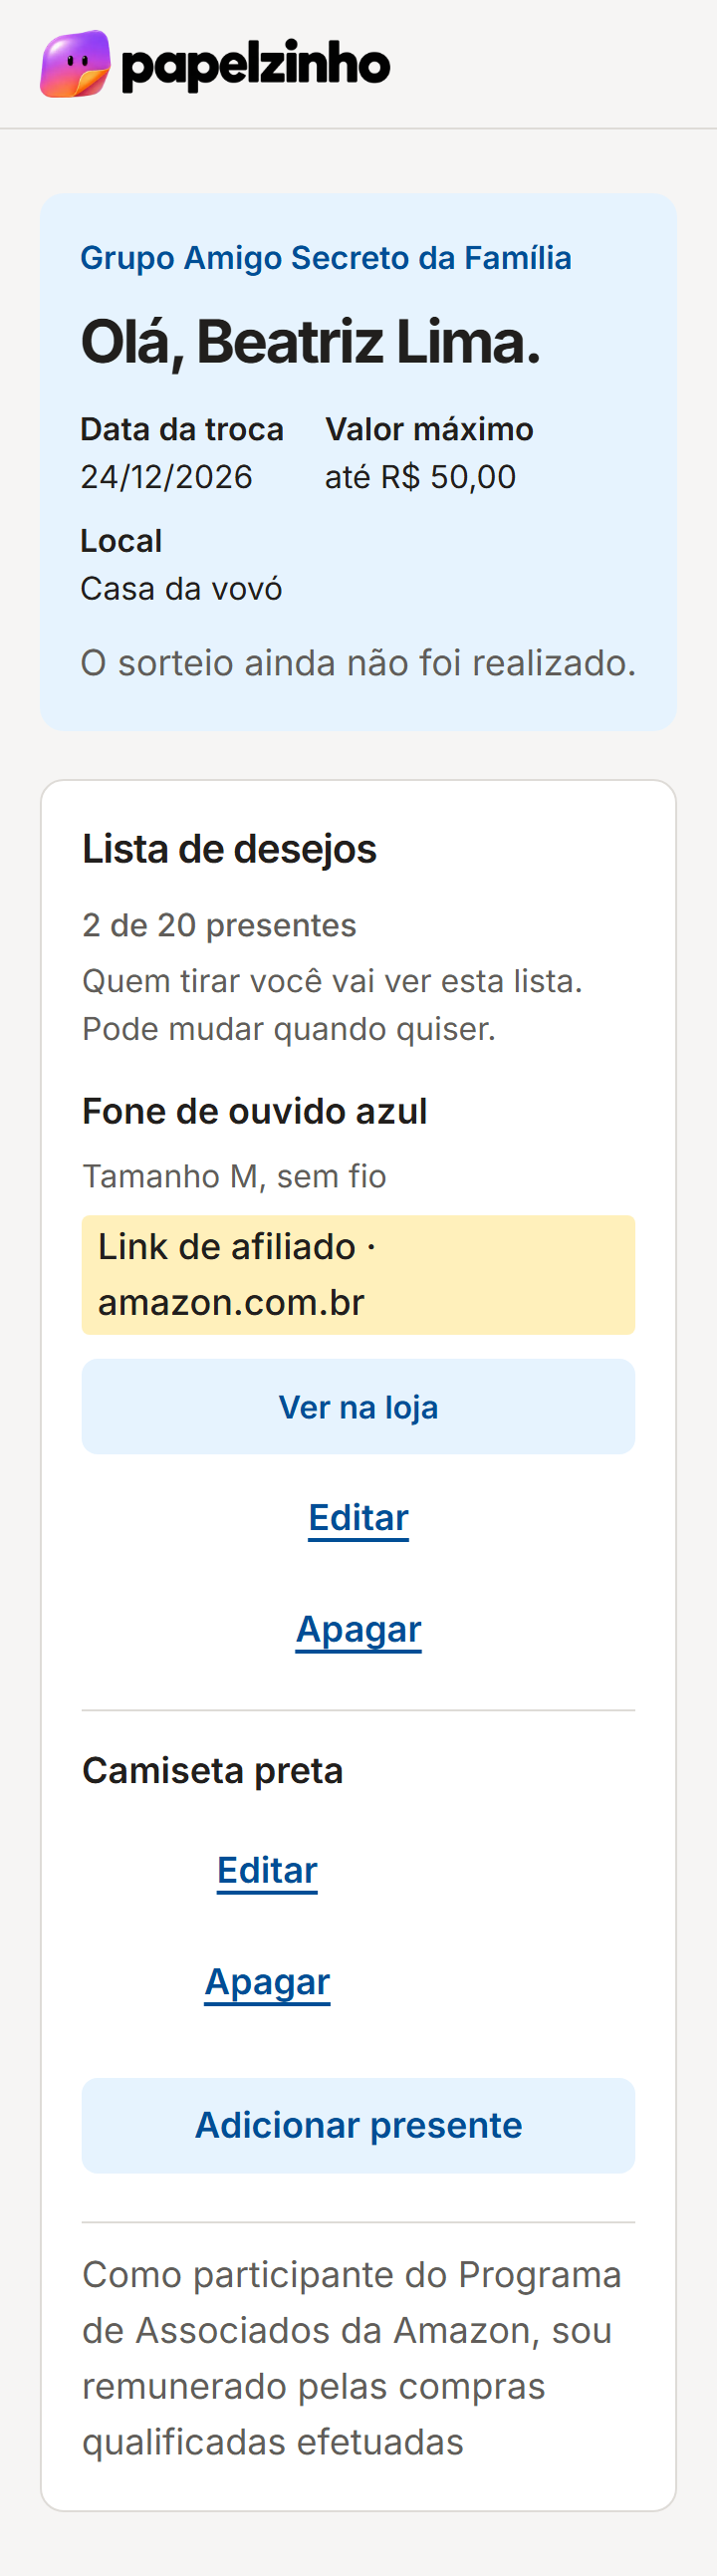 papelzinho
Grupo Amigo Secreto da Família
Olá, Beatriz Lima.
Data da troca
24/12/2026
Valor máximo
até R$ 50,00
Local
Casa da vovó
O sorteio ainda não foi realizado.
Lista de desejos
2 de 20 presentes
Quem tirar você vai ver esta lista.
Pode mudar quando quiser.
Fone de ouvido azul
Tamanho M, sem fio
Link de afiliado ·
amazon.com.br
Ver na loja
Editar
Apagar
Camiseta preta
Editar
Apagar
Adicionar presente
Como participante do Programa
de Associados da Amazon, sou
remunerado pelas compras
qualificadas efetuadas